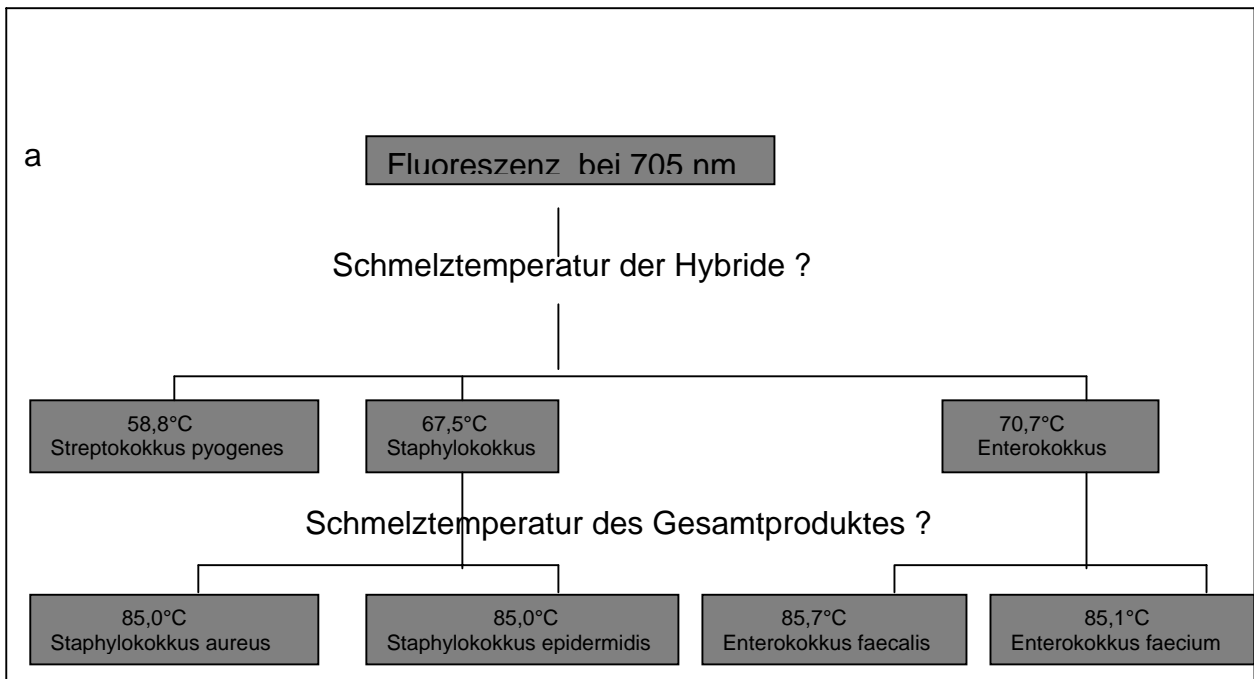 a
Fluoreszenz bei 705 nm
Schmelztemperatur der Hybride ?
58,8°C
Streptokokkus pyogenes
67,5°C
Staphylokokkus
70,7°C
Enterokokkus
Schmelztemperatur des Gesamtproduktes ?
85,0°C
Staphylokokkus aureus
85,0°C
Staphylokokkus epidermidis
85,7°C
Enterokokkus faecalis
85,1°C
Enterokokkus faecium